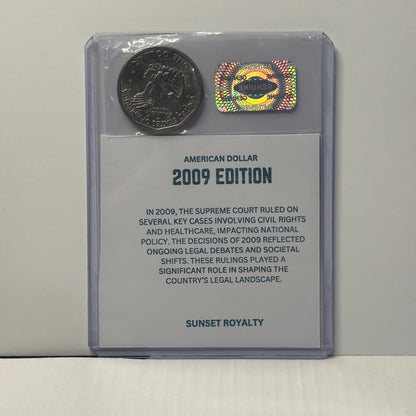 GENUINE
AMERICAN DOLLAR
2009 EDITION
IN 2009, THE SUPREME COURT RULED ON
SEVERAL KEY CASES INVOLVING CIVIL RIGHTS
AND HEALTHCARE, IMPACTING NATIONAL
POLICY. THE DECISIONS OF 2009 REFLECTED
ONGOING LEGAL DEBATES AND SOCIETAL
SHIFTS. THESE RULINGS PLAYED A
SIGNIFICANT ROLE IN SHAPING THE
COUNTRY'S LEGAL LANDSCAPE.
SUNSET ROYALTY